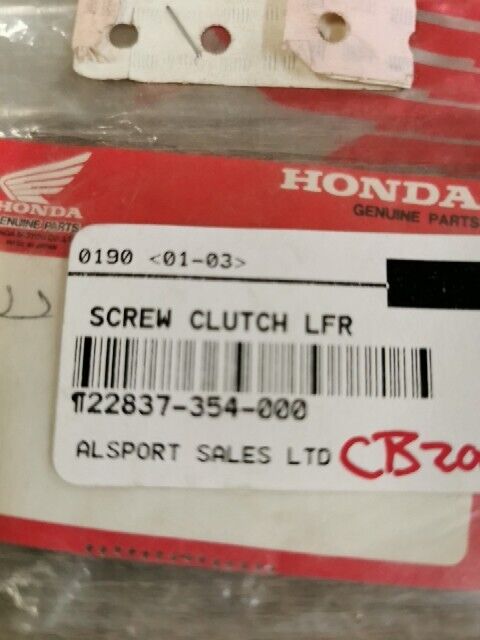 HONDA
GENUINE PARTS
HONDA
GENUINE PARTS
0190 <01-03>
SCREW CLUTCH LFR
¶22837-354-000
ALSPORT SALES LTD